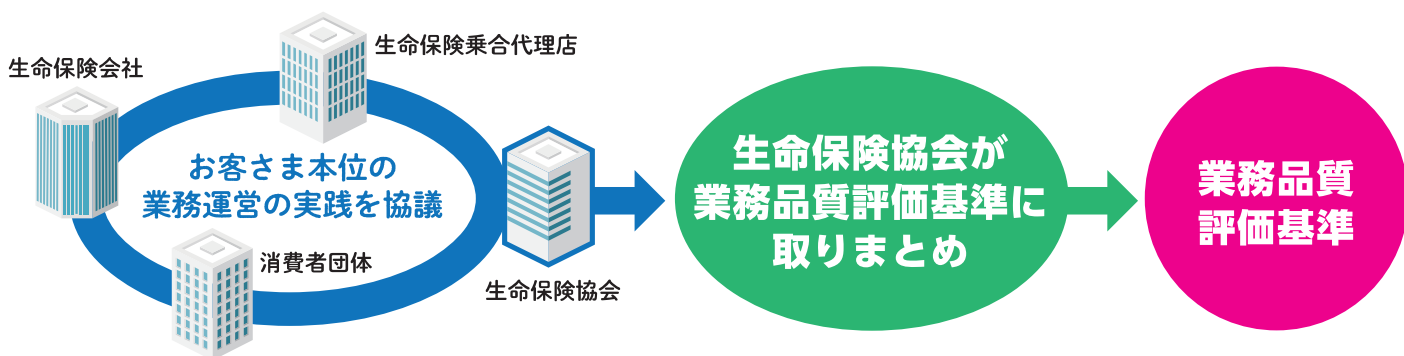 生命保険会社
生命保険乗合代理店
お客さま本位の
業務運営の実践を協議
消費者団体
生命保険協会
生命保険協会が
業務品質評価基準に
取りまとめ
業務品質
評価基準